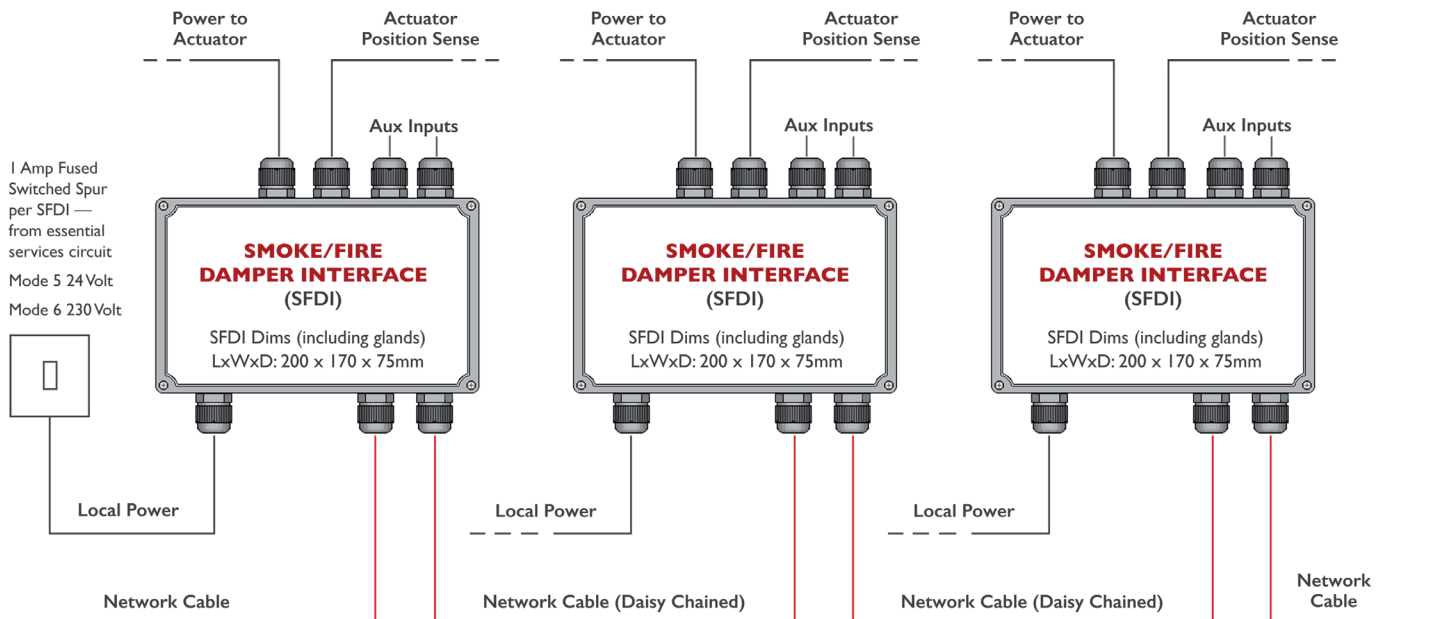 Power to
Actuator
Actuator
Position Sense
Power to
Actuator
Actuator
Position Sense
Power to
Actuator
Actuator
Position Sense
Aux Inputs
Aux Inputs
Aux Inputs
1 Amp Fused
Switched Spur
per SFDI —
from essential
services circuit
Mode 5 24 Volt
Mode 6 230 Volt
SMOKE/FIRE
DAMPER INTERFACE
(SFDI)
SFDI Dims (including glands)
LxWxD: 200 x 170 x 75mm
SMOKE/FIRE
DAMPER INTERFACE
(SFDI)
SFDI Dims (including glands)
LxWxD: 200 x 170 x 75mm
SMOKE/FIRE
DAMPER INTERFACE
(SFDI)
SFDI Dims (including glands)
LxWxD: 200 x 170 x 75mm
Local Power
Local Power
Local Power
Network Cable
Network Cable (Daisy Chained)
Network Cable (Daisy Chained)
Network
Cable